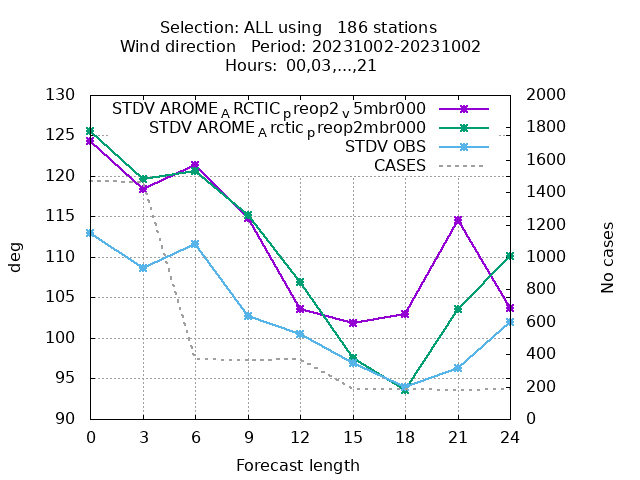 Selection: ALL using 186 stations
Wind direction Period: 20231002-20231002
Hours: 00,03,...,21
STDV AROME_ARCTIC_preop2_v5mbr000
STDV AROME_Arctic_preop2mbr000
STDV OBS
CASES
130
125
120
115
110
105
100
95
90
deg
2000
1800
1600
1400
1200
1000
800
600
400
200
0
No cases
0 3 6 9 12 15 18 21 24
Forecast length